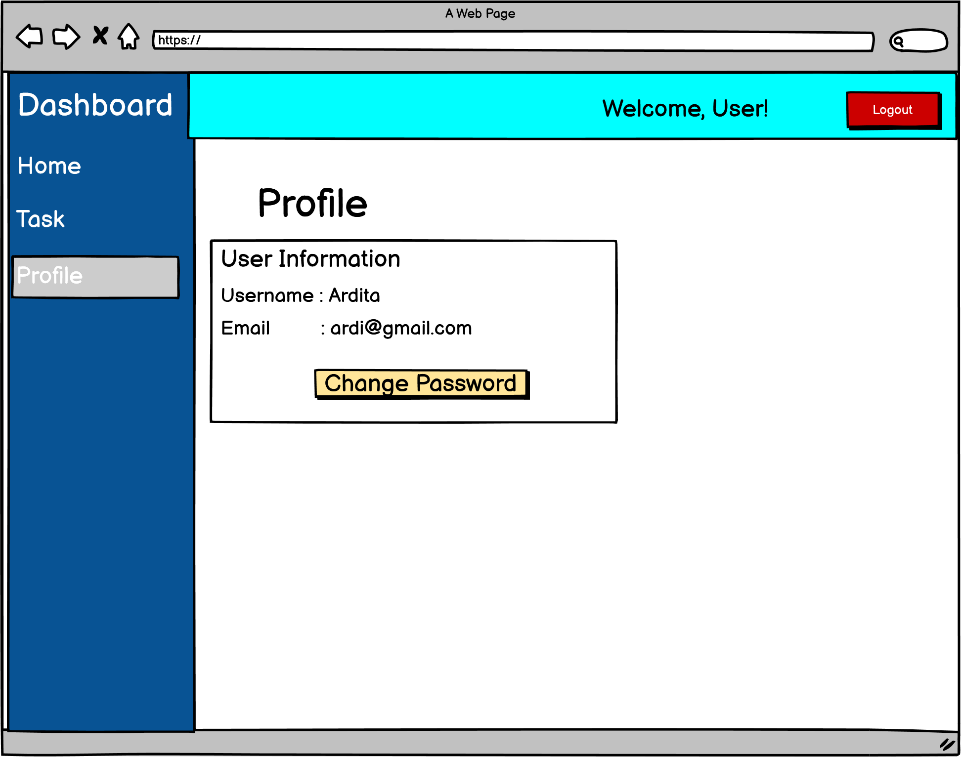 A Web Page
https://
Dashboard
Welcome, User!
Logout
Home
Task
Profile
Profile
User Information
Username : Ardita
Email : ardi@gmail.com
Change Password